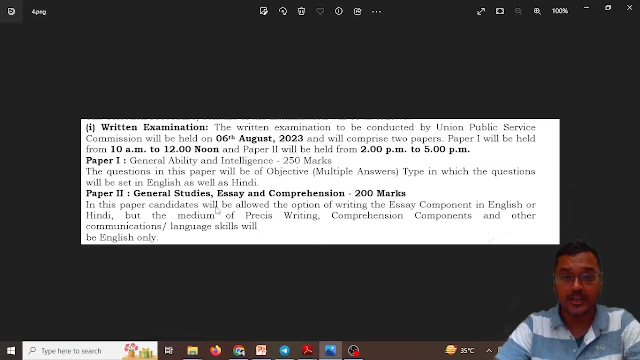 4.png
100%
(i) Written Examination: The written examination to be conducted by Union Public Service
Commission will be held on 06th August, 2023 and will comprise two papers. Paper I will be held
from 10 a.m. to 12.00 Noon and Paper II will be held from 2.00 p.m. to 5.00 p.m.
Paper I : General Ability and Intelligence - 250 Marks
The questions in this paper will be of Objective (Multiple Answers) Type in which the questions
will be set in English as well as Hindi.
Paper II : General Studies, Essay and Comprehension - 200 Marks
In this paper candidates will be allowed the option of writing the Essay Component in English or
Hindi, but the medium of Precis Writing, Comprehension Components and other
communications/ language skills will
be English only.
Type here to search
35°C